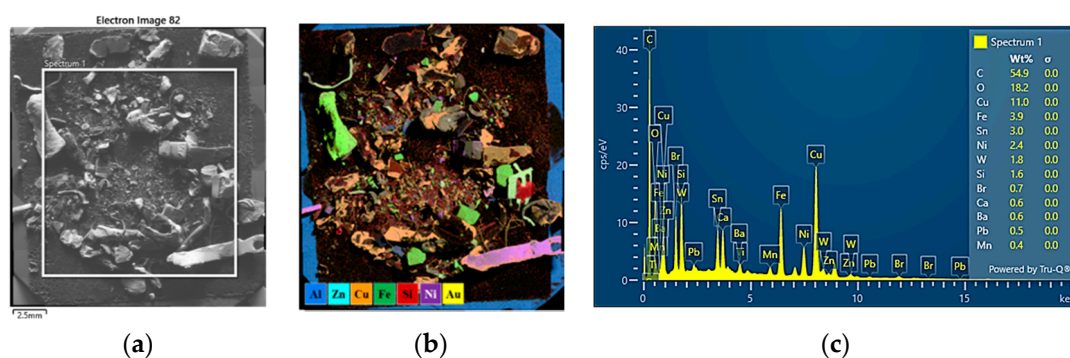 Electron Image 82
Spectrum 1
2.5mm
Al Zn Cu Fe Si Ni Au
cps/eV
40
30
20
10
0
0 5 10 15 ke
C
O
Cu
Br
Ni
Si
Fe
W
Zn
Ba
Pb
Sn
Ca
Ba
Mn
Fe
Ni
Cu
W
Zn
W
Zn
Pb
Br
Br
Pb
Spectrum 1
Wt% σ
C 54.9 0.0
O 18.2 0.0
Cu 11.0 0.0
Fe 3.9 0.0
Sn 3.0 0.0
Ni 2.4 0.0
W 1.8 0.0
Si 1.6 0.0
Br 0.7 0.0
Ca 0.6 0.0
Ba 0.6 0.0
Pb 0.5 0.0
Mn 0.4 0.0
Powered by Tru-Q®
(a) (b) (c)